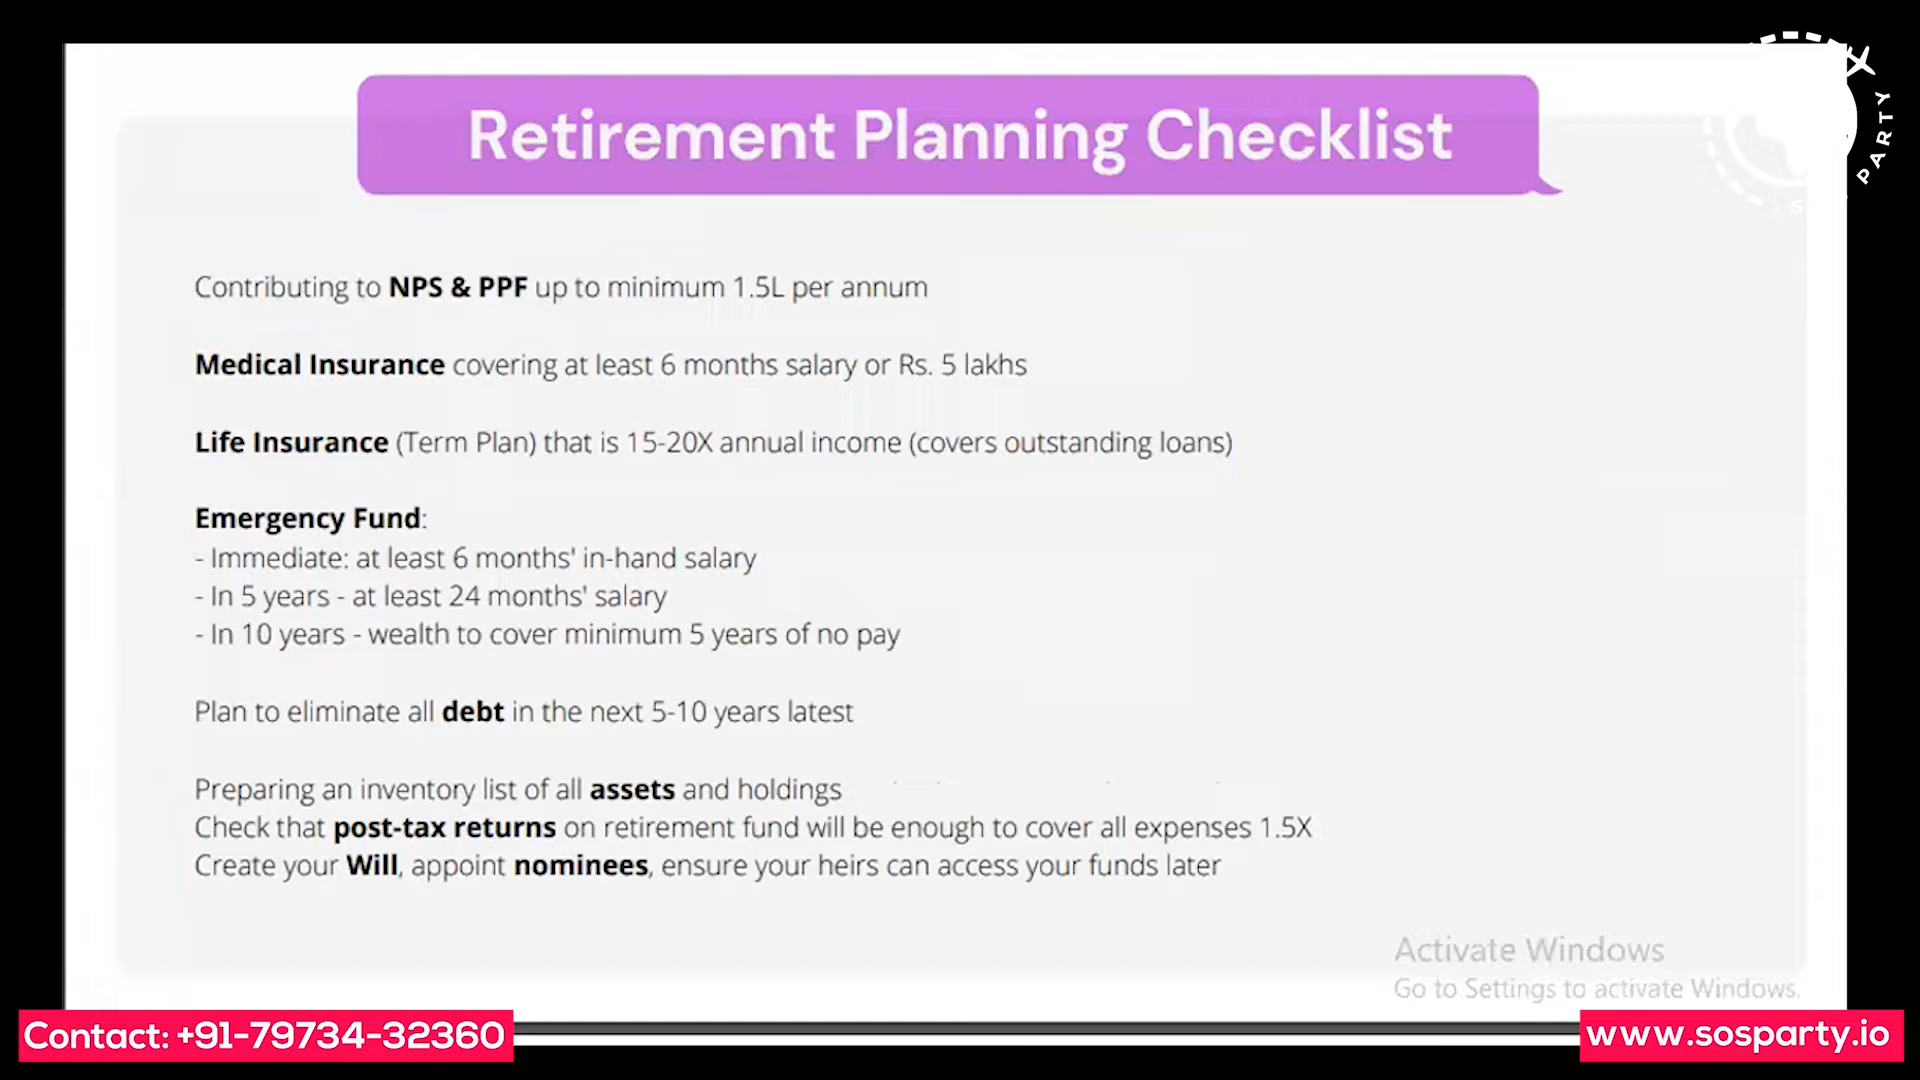 Retirement Planning Checklist
PARTY
Contributing to NPS & PPF up to minimum 1.5L per annum
Medical Insurance covering at least 6 months salary or Rs. 5 lakhs
Life Insurance (Term Plan) that is 15-20X annual income (covers outstanding loans)
Emergency Fund:
- Immediate: at least 6 months' in-hand salary
- In 5 years - at least 24 months' salary
- In 10 years - wealth to cover minimum 5 years of no pay
Plan to eliminate all debt in the next 5-10 years latest
Preparing an inventory list of all assets and holdings
Check that post-tax returns on retirement fund will be enough to cover all expenses 1.5X
Create your Will, appoint nominees, ensure your heirs can access your funds later
Activate Windows
Go to Settings to activate Windows.
Contact: +91-79734-32360
www.sosparty.io